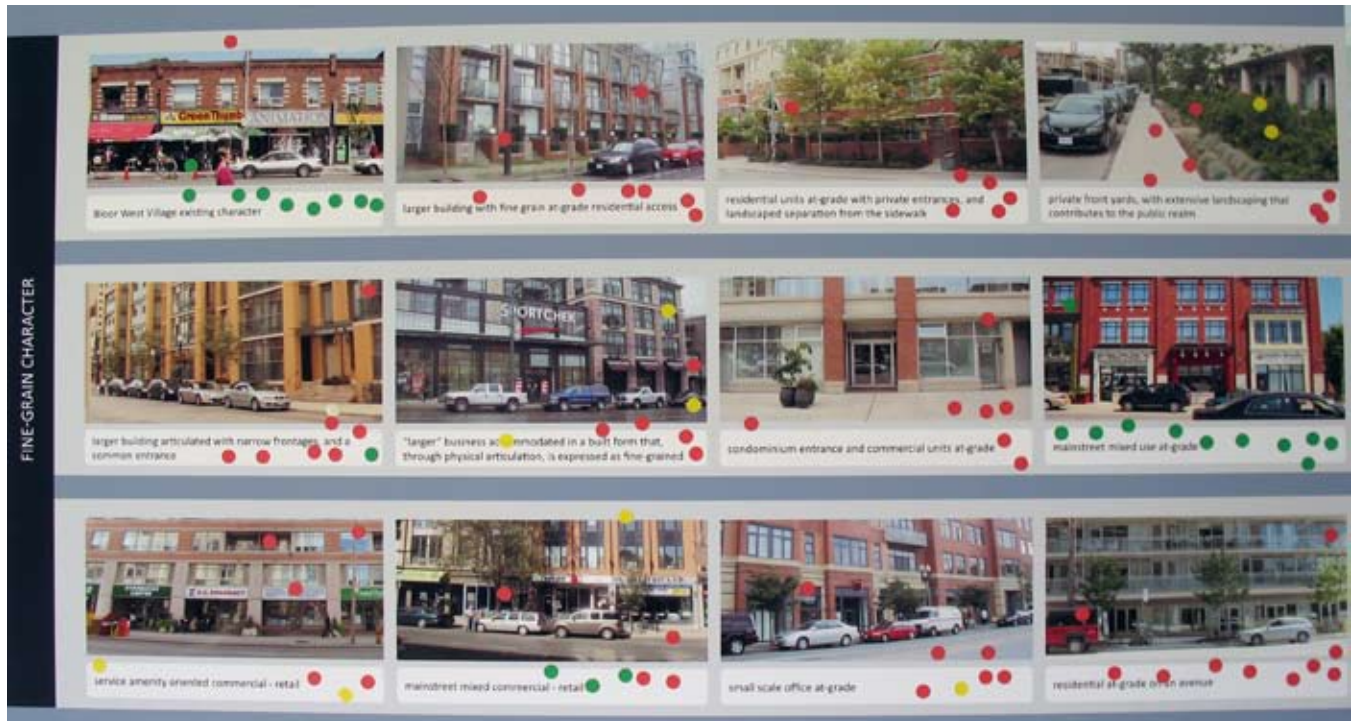 FINE-GRAIN CHARACTER
GreenThumb
ANIMATION
Bloor West Village existing character
larger building with fine grain at-grade residential access
residential units at-grade with private entrances, and
landscaped separation from the sidewalk
private front yards, with extensive landscaping that
contributes to the public realm
larger building articulated with narrow frontages, and a
common entrance
SPORTCHEK
"larger" business accommodated in a built form that,
through physical articulation, is expressed as fine-grained
condominium entrance and commercial units at-grade
mainstreet mixed use at-grade
PHARMACY
service amenity oriented commercial - retail
mainstreet mixed commercial - retail
small scale office at-grade
residential at-grade on an avenue